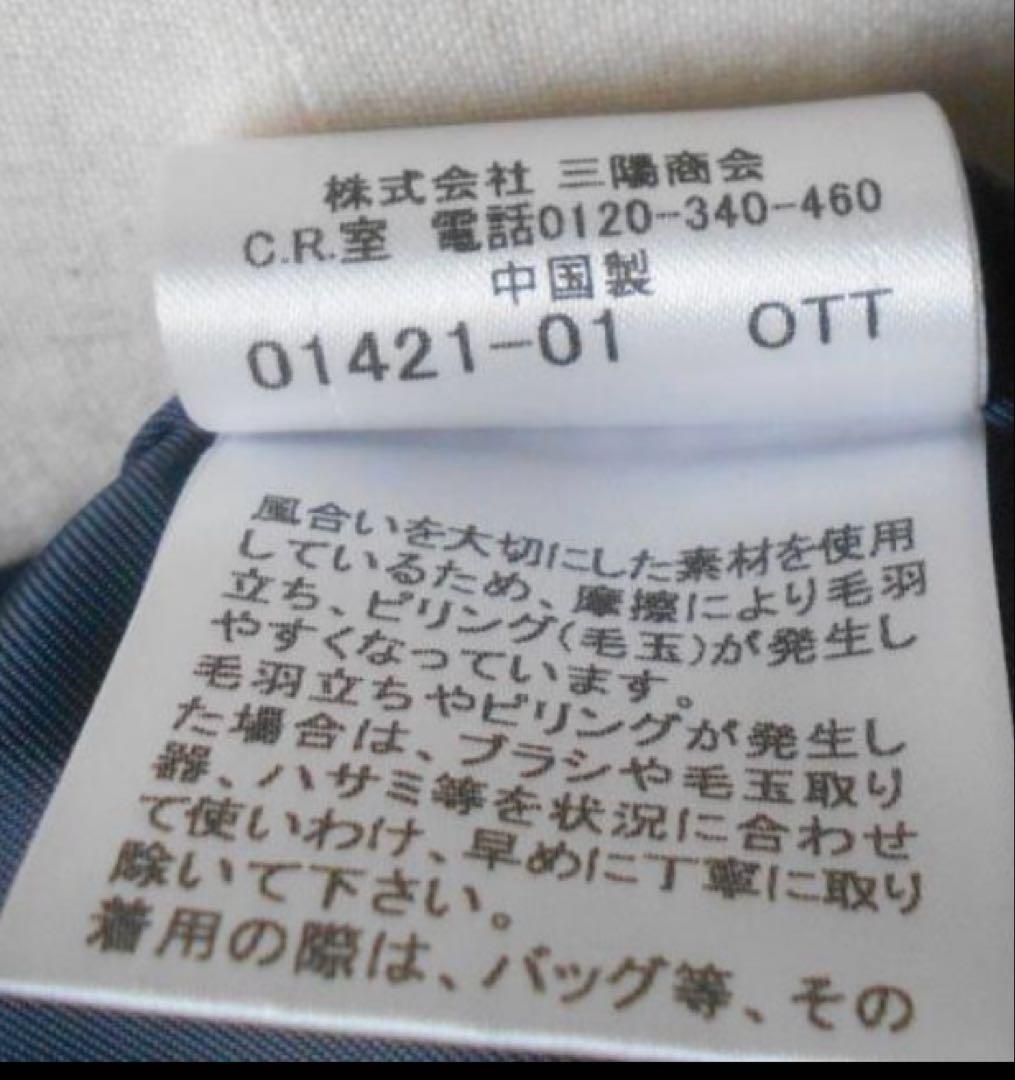 株式会社 三陽商会
C.R.室 電話0120-340-460
中国製
01421-01 OTT
風合いを大切にした素材を使用
しているため、摩擦により毛羽
立ち、ピリング(毛玉)が発生し
やすくなっています。
毛羽立ちやピリングが発生し
た場合は、ブラシや毛玉取り
器、ハサミ等を状況に合わせ
て使いわけ、早めに丁寧に取り
除いて下さい。
着用の際は、バッグ等、その